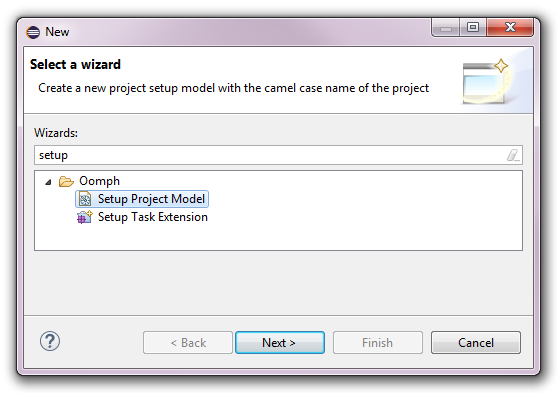 New
Select a wizard
Create a new project setup model with the camel case name of the project
Wizards:
setup
Oomph
Setup Project Model
Setup Task Extension
? < Back Next > Finish Cancel